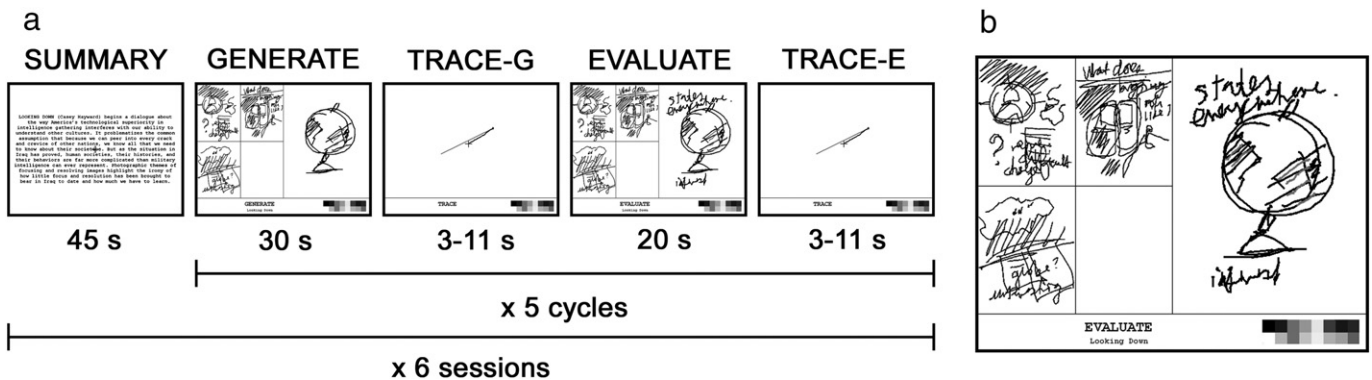 a
SUMMARY
GENERATE
TRACE-G
EVALUATE
TRACE-E
LOOKING DOWN (Casey Hayward) begins a dialogue about
the way America's technological superiority in
intelligence gathering interferes with our ability to
understand other cultures. It problematizes the common
assumption that because we can peer into every crack
and crevice of other nations, we know all that we need
to know about their societies. But as the situation in
Iraq has proved, human societies, their histories, and
their behaviors are far more complicated than military
intelligence can ever represent. Photographic themes of
focusing and resolving images highlight the irony of
how little focus and resolution has been brought to
bear in Iraq to date and how much we have to learn.
what does
GENERATE
Looking Down
TRACE
states
everywhere.
what does
EVALUATE
Looking Down
TRACE
45 s
30 s
3-11 s
20 s
3-11 s
x 5 cycles
x 6 sessions
b
what does
states
everywhere.
?
globe?
EVALUATE
Looking Down